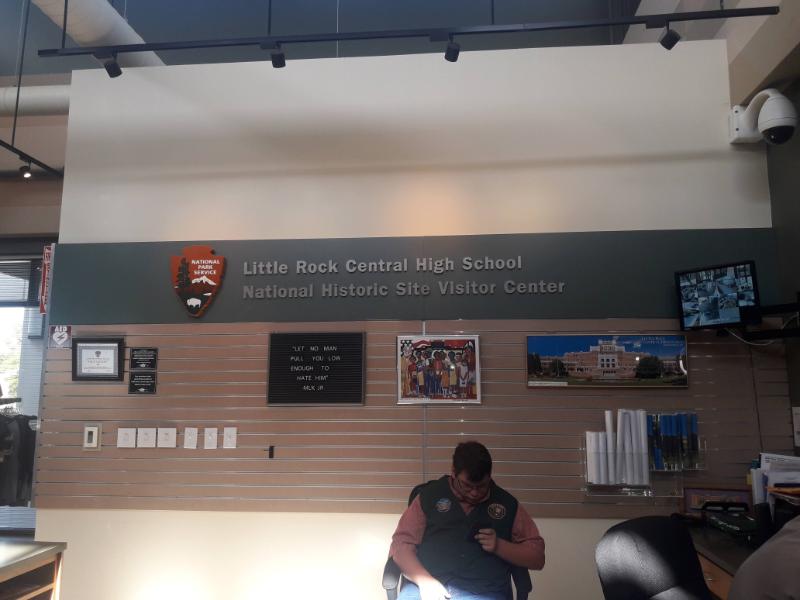 NATIONAL
PARK
SERVICE
Little Rock Central High School
National Historic Site Visitor Center
AED
"LET NO MAN
PULL YOU LOW
ENOUGH TO
HATE HIM"
-MLK JR